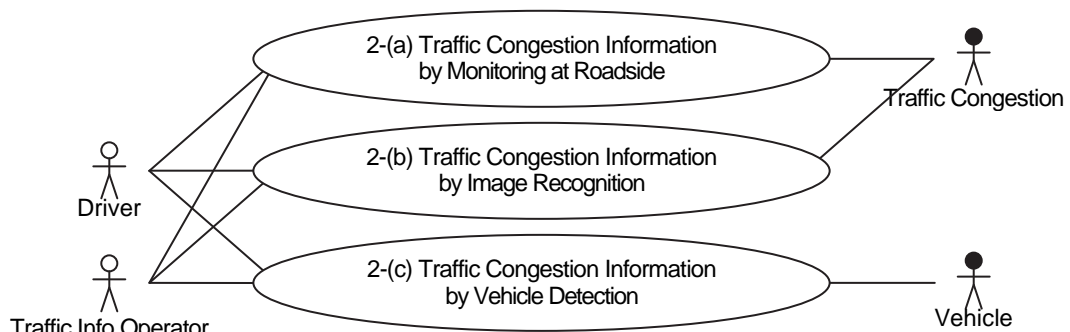 2-(a) Traffic Congestion Information
by Monitoring at Roadside
Traffic Congestion
2-(b) Traffic Congestion Information
by Image Recognition
Driver
2-(c) Traffic Congestion Information
by Vehicle Detection
Traffic Info Operator
Vehicle